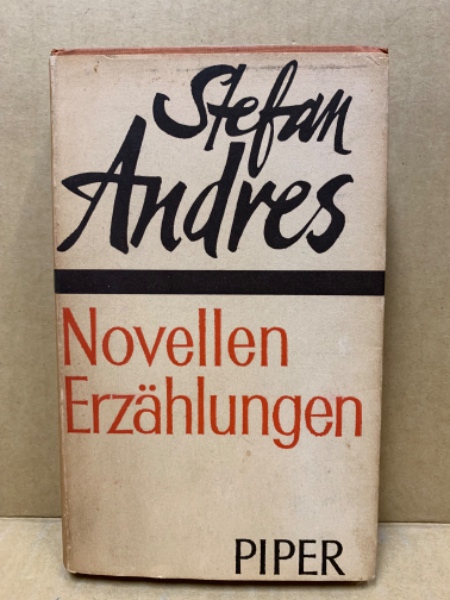 Stefan
Andres
Novellen
Erzählungen
PIPER